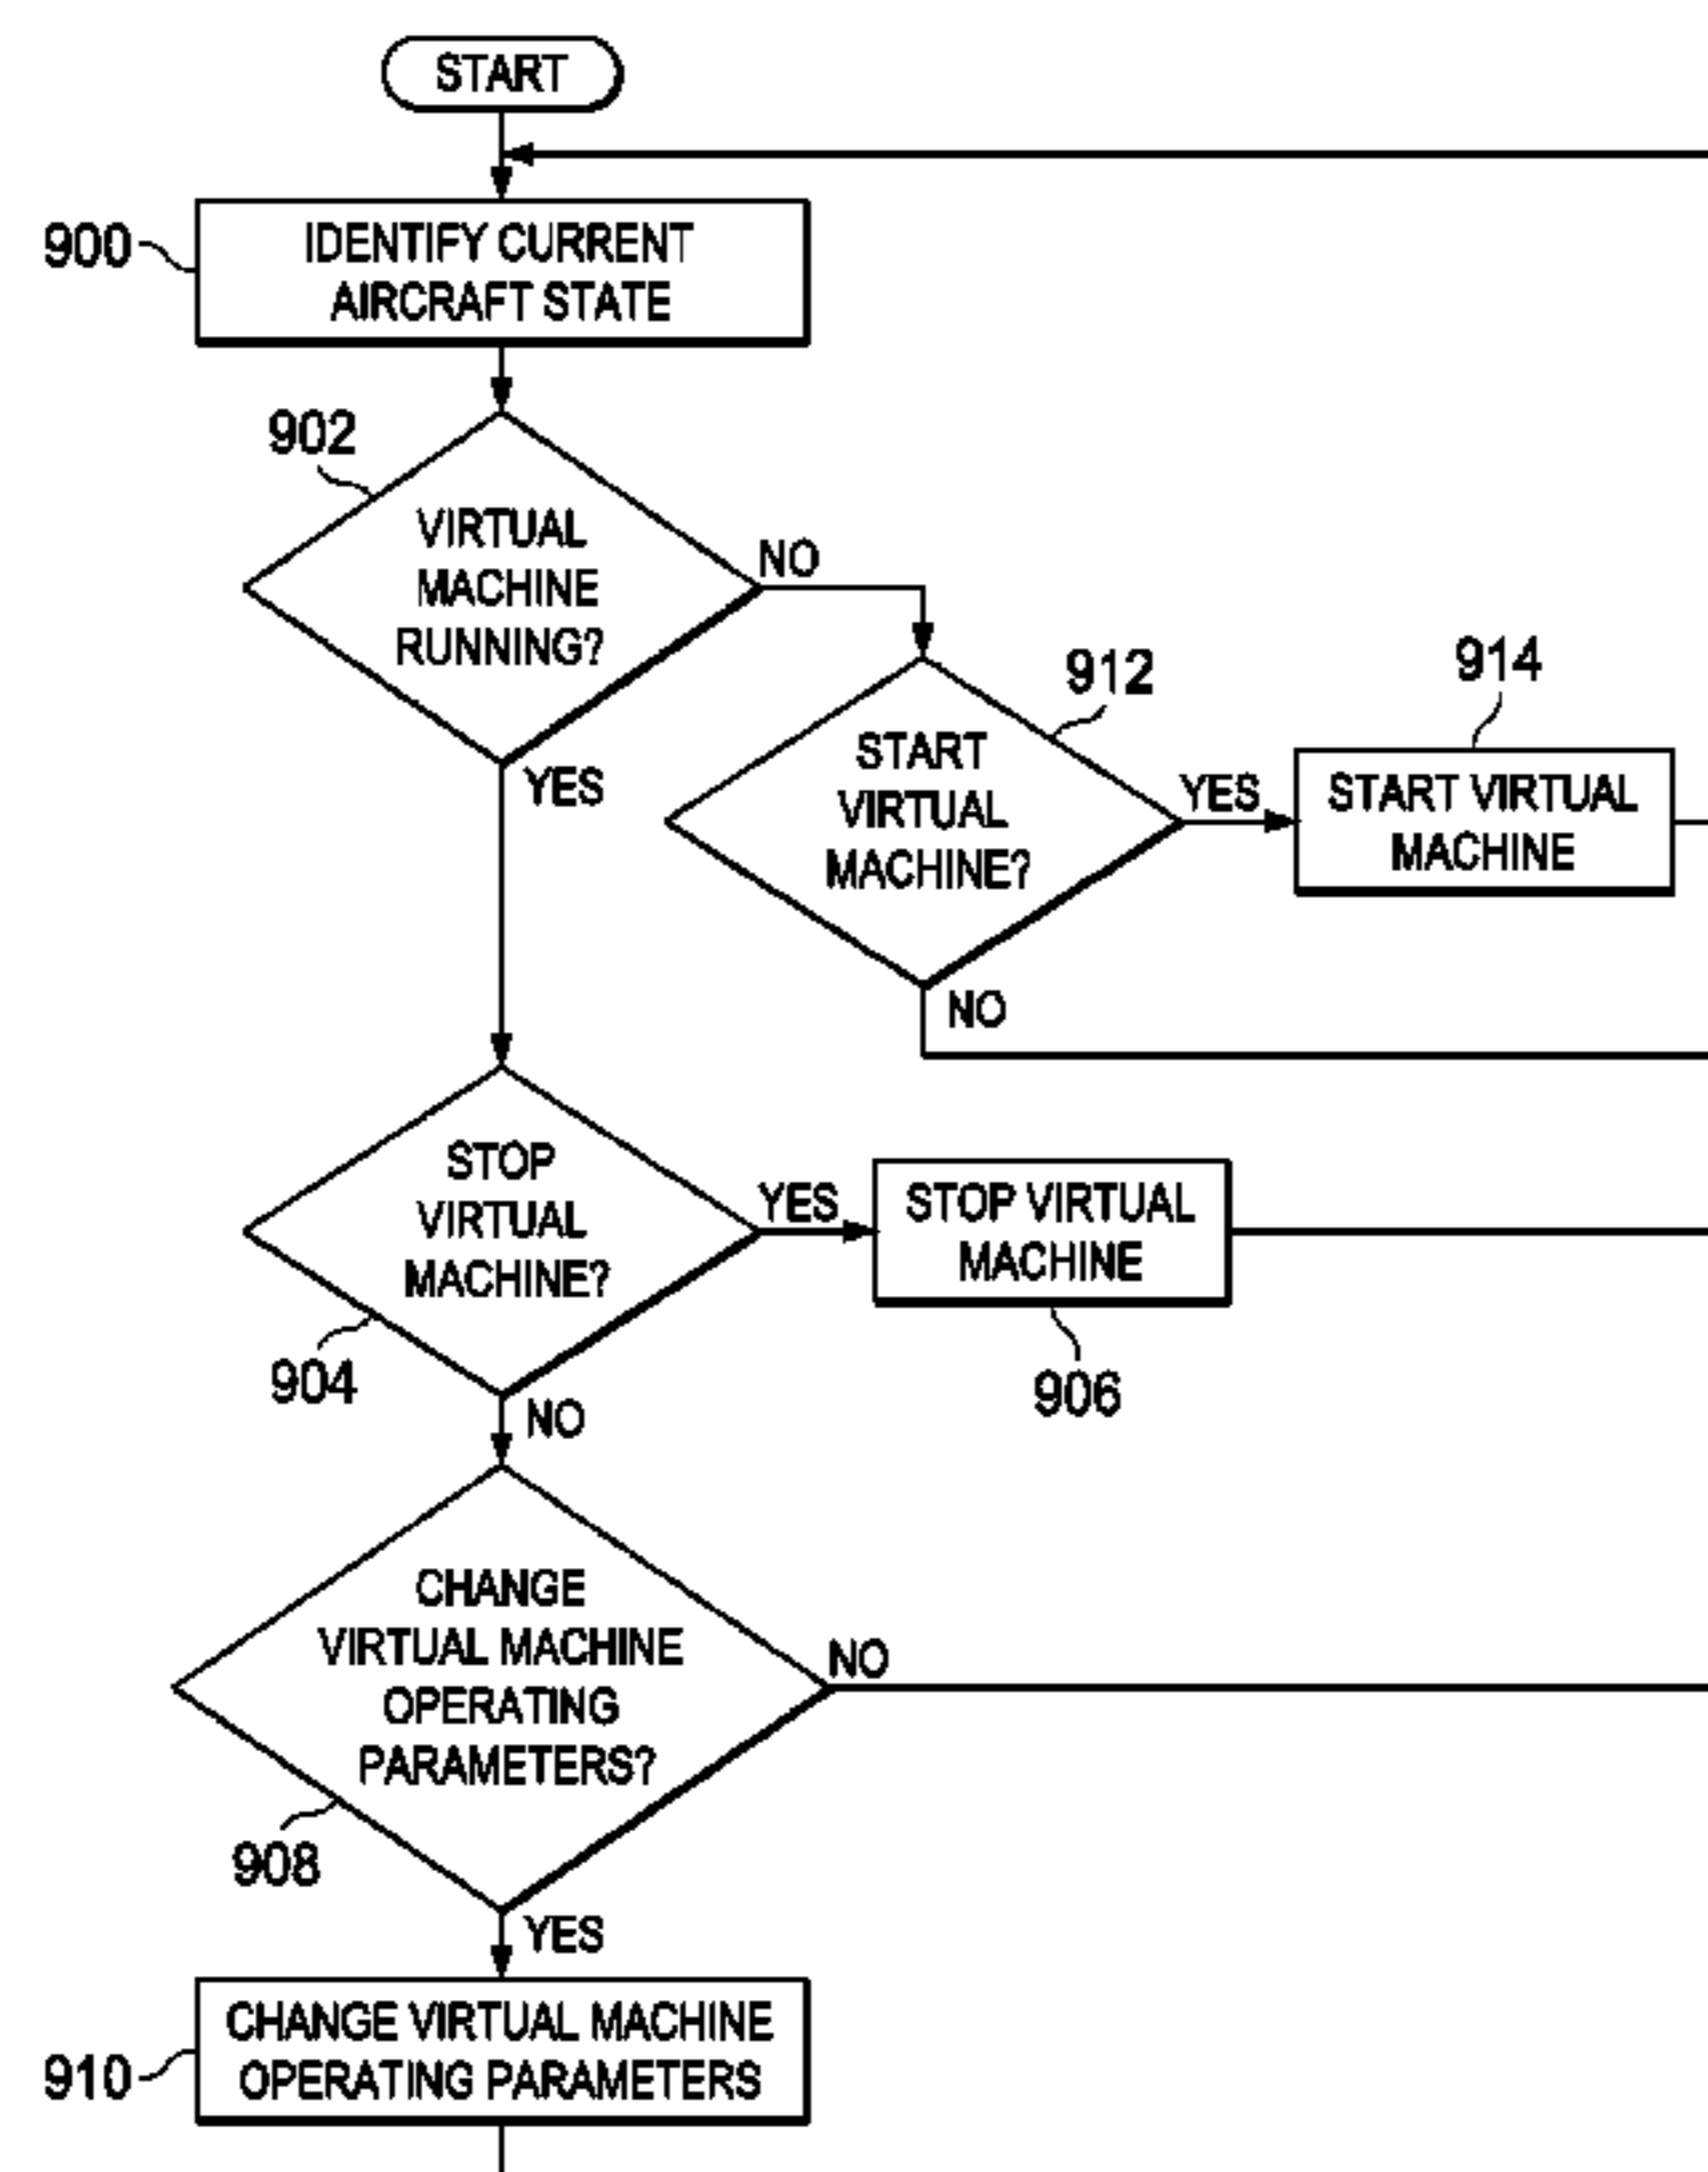 START
900
IDENTIFY CURRENT
AIRCRAFT STATE
902
VIRTUAL
MACHINE
RUNNING?
NO
YES
912
START
VIRTUAL
MACHINE?
YES
NO
914
START VIRTUAL
MACHINE
STOP
VIRTUAL
MACHINE?
904
YES
NO
STOP VIRTUAL
MACHINE
906
CHANGE
VIRTUAL MACHINE
OPERATING
PARAMETERS?
908
NO
YES
910
CHANGE VIRTUAL MACHINE
OPERATING PARAMETERS